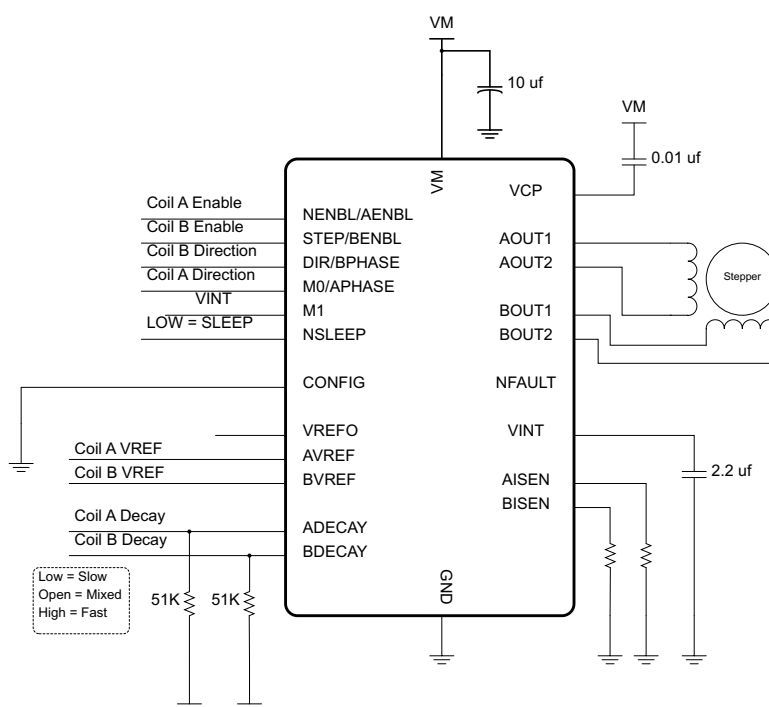 VM
10 uf
VM
0.01 uf
VM
VCP
Coil A Enable
NENBL/AENBL
Coil B Enable
STEP/BENBL
AOUT1
Coil B Direction
DIR/BPHASE
AOUT2
Stepper
Coil A Direction
M0/APHASE
VINT
M1
BOUT1
LOW = SLEEP
NSLEEP
BOUT2
CONFIG
NFAULT
VREFO
VINT
Coil A VREF
AVREF
Coil B VREF
BVREF
AISEN
2.2 uf
BISEN
Coil A Decay
ADECAY
Coil B Decay
BDECAY
Low = Slow
Open = Mixed
High = Fast
51K
51K
GND